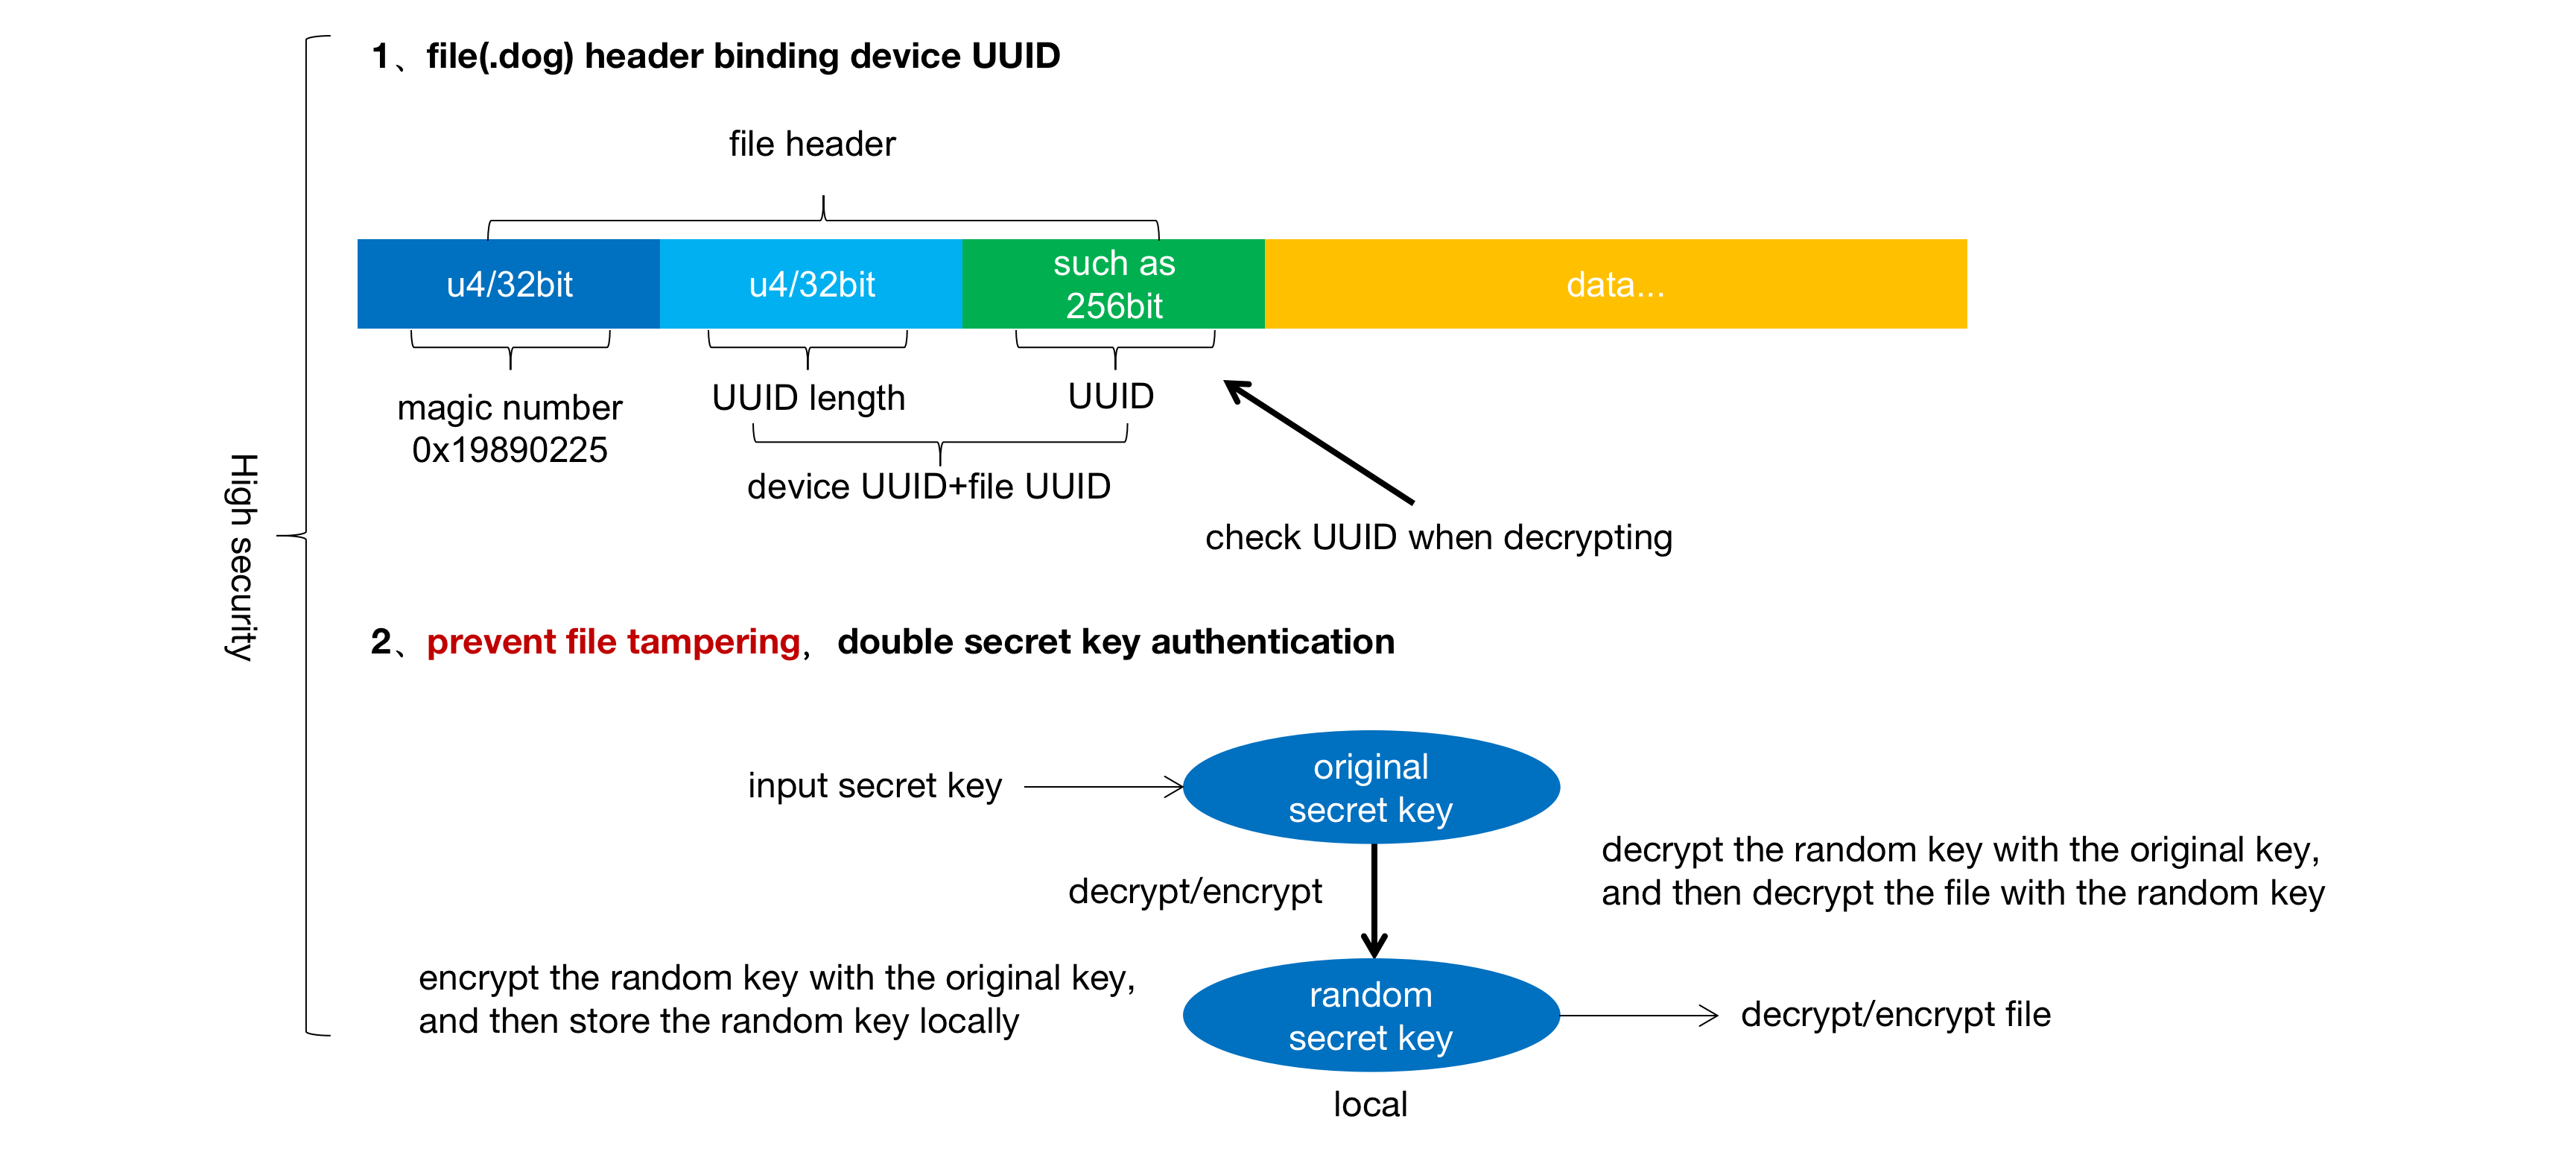 High security
1、file(.dog) header binding device UUID
file header
u4/32bit
u4/32bit
such as
256bit
data...
magic number
0x19890225
UUID length
UUID
device UUID+file UUID
check UUID when decrypting
2、prevent file tampering，double secret key authentication
input secret key
original
secret key
decrypt/encrypt
decrypt the random key with the original key,
and then decrypt the file with the random key
encrypt the random key with the original key,
and then store the random key locally
random
secret key
decrypt/encrypt file
local